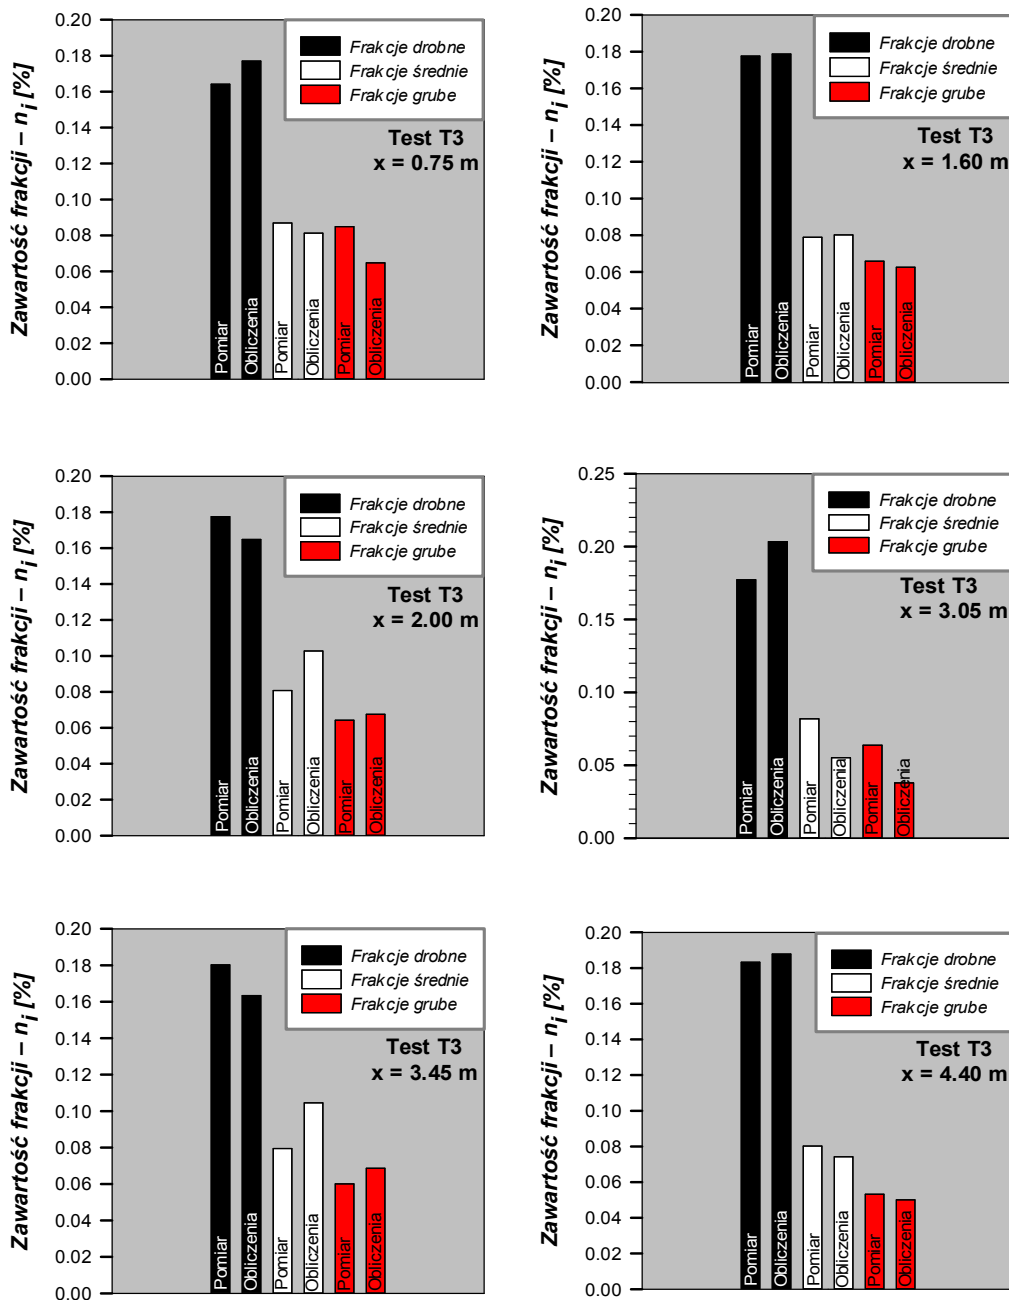 Zawartość frakcji – ni [%]
0.20
0.18
0.16
0.14
0.12
0.10
0.08
0.06
0.04
0.02
0.00
Frakcje drobne
Frakcje średnie
Frakcje grube
Test T3
x = 0.75 m
Pomiar
Obliczenia
Pomiar
Obliczenia
Pomiar
Obliczenia
Zawartość frakcji – ni [%]
0.20
0.18
0.16
0.14
0.12
0.10
0.08
0.06
0.04
0.02
0.00
Frakcje drobne
Frakcje średnie
Frakcje grube
Test T3
x = 1.60 m
Pomiar
Obliczenia
Pomiar
Obliczenia
Pomiar
Obliczenia
Zawartość frakcji – ni [%]
0.20
0.18
0.16
0.14
0.12
0.10
0.08
0.06
0.04
0.02
0.00
Frakcje drobne
Frakcje średnie
Frakcje grube
Test T3
x = 2.00 m
Pomiar
Obliczenia
Pomiar
Obliczenia
Pomiar
Obliczenia
Zawartość frakcji – ni [%]
0.25
0.20
0.15
0.10
0.05
0.00
Frakcje drobne
Frakcje średnie
Frakcje grube
Test T3
x = 3.05 m
Pomiar
Obliczenia
Pomiar
Obliczenia
Pomiar
Obliczenia
Zawartość frakcji – ni [%]
0.20
0.18
0.16
0.14
0.12
0.10
0.08
0.06
0.04
0.02
0.00
Frakcje drobne
Frakcje średnie
Frakcje grube
Test T3
x = 3.45 m
Pomiar
Obliczenia
Pomiar
Obliczenia
Pomiar
Obliczenia
Zawartość frakcji – ni [%]
0.20
0.18
0.16
0.14
0.12
0.10
0.08
0.06
0.04
0.02
0.00
Frakcje drobne
Frakcje średnie
Frakcje grube
Test T3
x = 4.40 m
Pomiar
Obliczenia
Pomiar
Obliczenia
Pomiar
Obliczenia